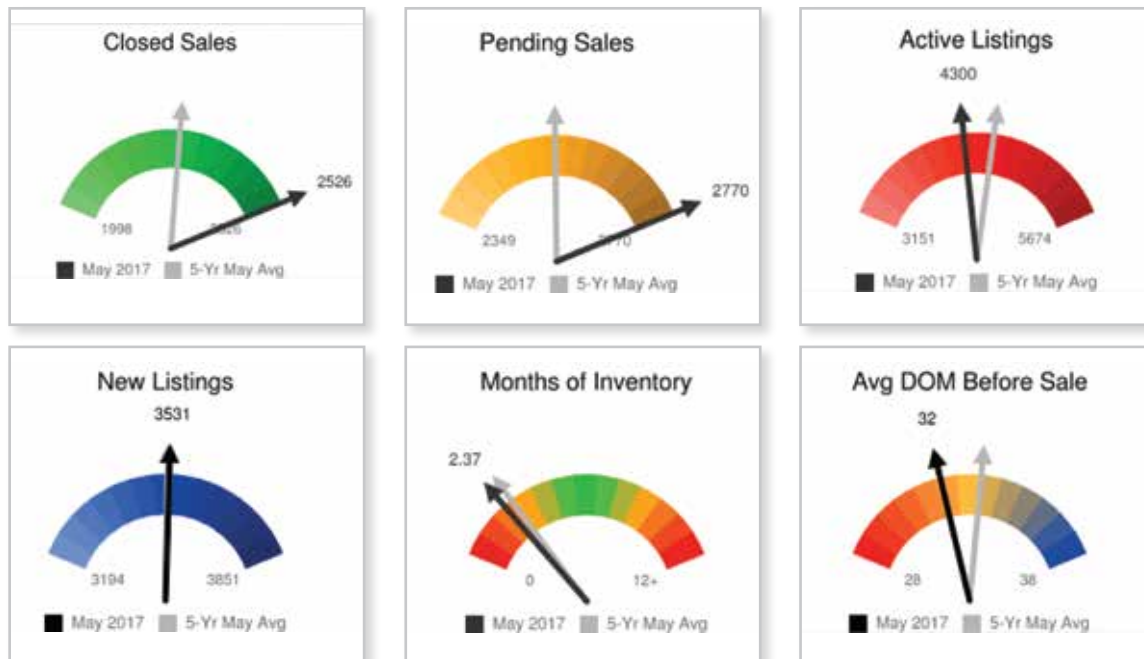 Closed Sales
2526
1998
May 2017 5-Yr May Avg
Pending Sales
2770
2349
May 2017 5-Yr May Avg
Active Listings
4300
3151 5674
May 2017 5-Yr May Avg
New Listings
3531
3194 3851
May 2017 5-Yr May Avg
Months of Inventory
2.37
0 12+
May 2017 5-Yr May Avg
Avg DOM Before Sale
32
28 38
May 2017 5-Yr May Avg